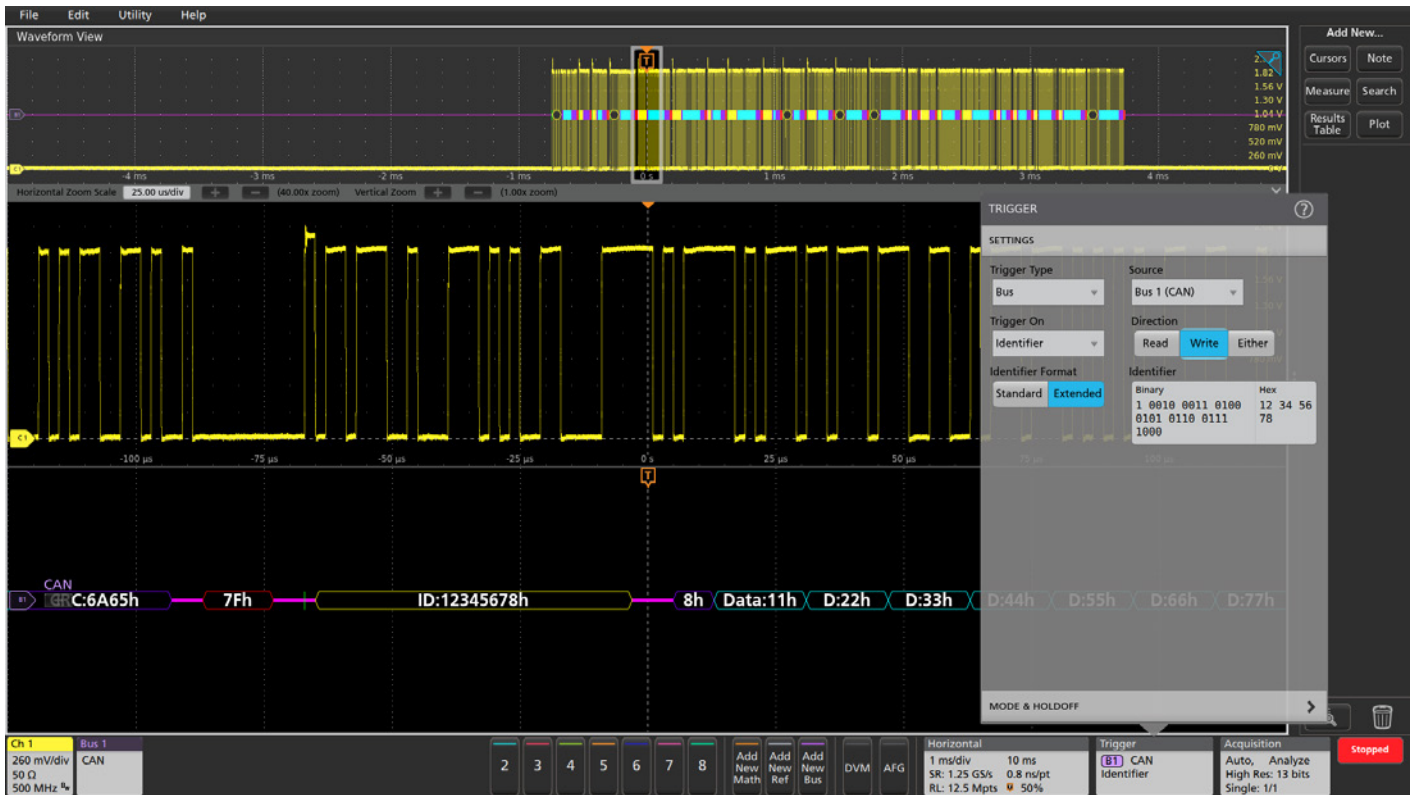 File Edit Utility Help
Waveform View
Add New...
Cursors Note
Measure Search
Results Table Plot
1.82
1.56 V
1.30 V
1.04 V
780 mV
520 mV
260 mV
B1
C1
T
-4 ms -3 ms -2 ms -1 ms 0 s 1 ms 2 ms 3 ms 4 ms
Horizontal Zoom Scale 25.00 us/div + - (40.00x zoom) Vertical Zoom + - (1.00x zoom)
TRIGGER ?
SETTINGS
Trigger Type Source
Bus Bus 1 (CAN)
Trigger On Direction
Identifier Read Write Either
Identifier Format Identifier
Standard Extended
Binary Hex
1 0010 0011 0100 12 34 56
0101 0110 0111 78
1000
C1
-100 µs -75 µs -50 µs -25 µs 0 s 25 µs 50 µs 75 µs 100 µs
T
CAN
B1 C:6A65h 7Fh ID:12345678h 8h Data:11h D:22h D:33h D:44h D:55h D:66h D:77h
MODE & HOLDOFF
Ch 1
260 mV/div
50 Ω
500 MHz
Bus 1
CAN
2 3 4 5 6 7 8
Add New Math
Add New Ref
Add New Bus
DVM AFG
Horizontal
1 ms/div 10 ms
SR: 1.25 GS/s 0.8 ns/pt
RL: 12.5 Mpts 50%
Trigger
B1 CAN
Identifier
Acquisition
Auto, Analyze
High Res: 13 bits
Single: 1/1
Stopped